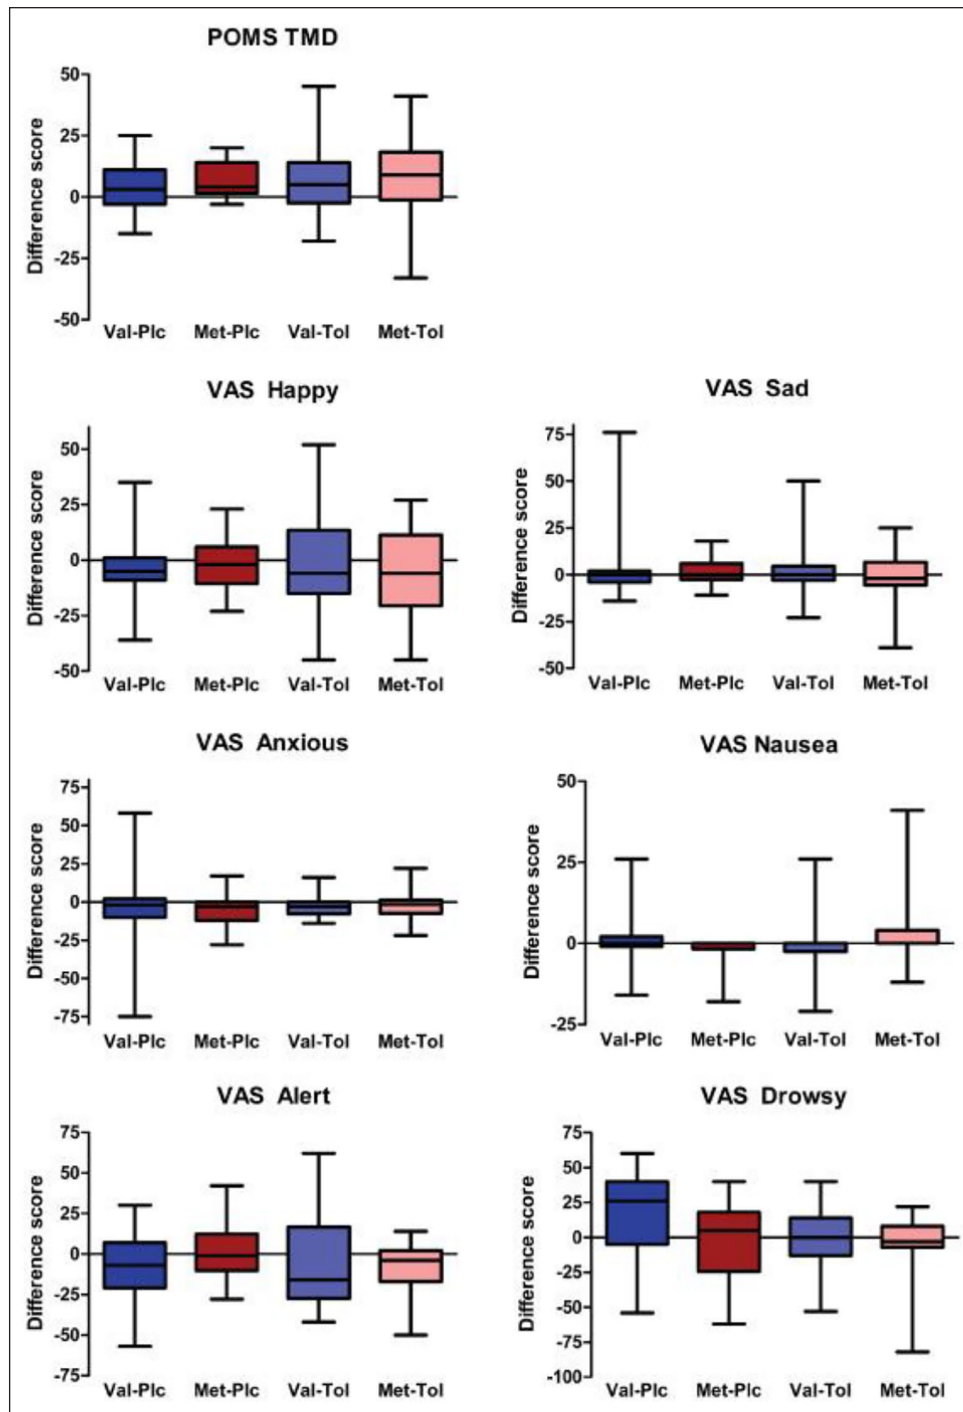 POMS TMD
50
25
0
-25
-50
Difference score
Val-Plc Met-Plc Val-Tol Met-Tol
VAS Happy
50
25
0
-25
-50
Difference score
Val-Plc Met-Plc Val-Tol Met-Tol
VAS Sad
75
50
25
0
-25
-50
Difference score
Val-Plc Met-Plc Val-Tol Met-Tol
VAS Anxious
75
50
25
0
-25
-50
-75
Difference score
Val-Plc Met-Plc Val-Tol Met-Tol
VAS Nausea
50
25
0
-25
Difference score
Val-Plc Met-Plc Val-Tol Met-Tol
VAS Alert
75
50
25
0
-25
-50
-75
Difference score
Val-Plc Met-Plc Val-Tol Met-Tol
VAS Drowsy
75
50
25
0
-25
-50
-75
-100
Difference score
Val-Plc Met-Plc Val-Tol Met-Tol